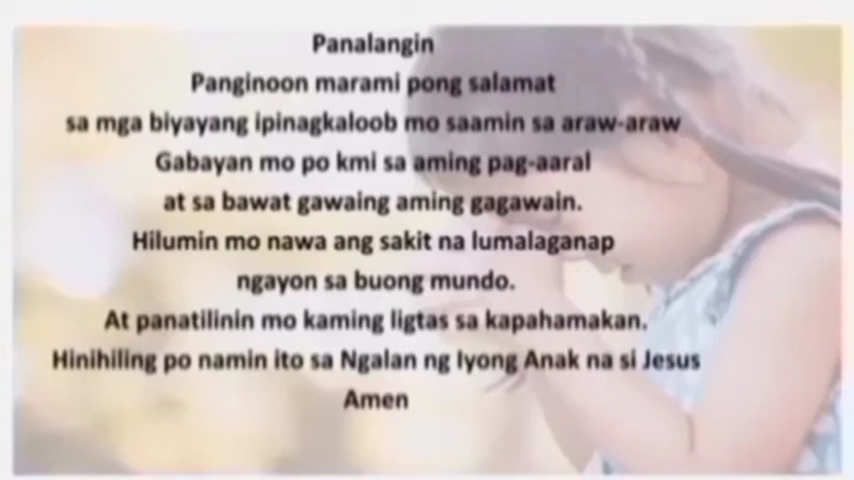 Panalangin
Panginoon marami pong salamat
sa mga biyayang ipinagkaloob mo saamin sa araw-araw
Gabayan mo po kmi sa aming pag-aaral
at sa bawat gawaing aming gagawain.
Hilumin mo nawa ang sakit na lumalaganap
ngayon sa buong mundo.
At panatilinin mo kaming ligtas sa kapahamakan.
Hinihiling po namin ito sa Ngalan ng Iyong Anak na si Jesus
Amen